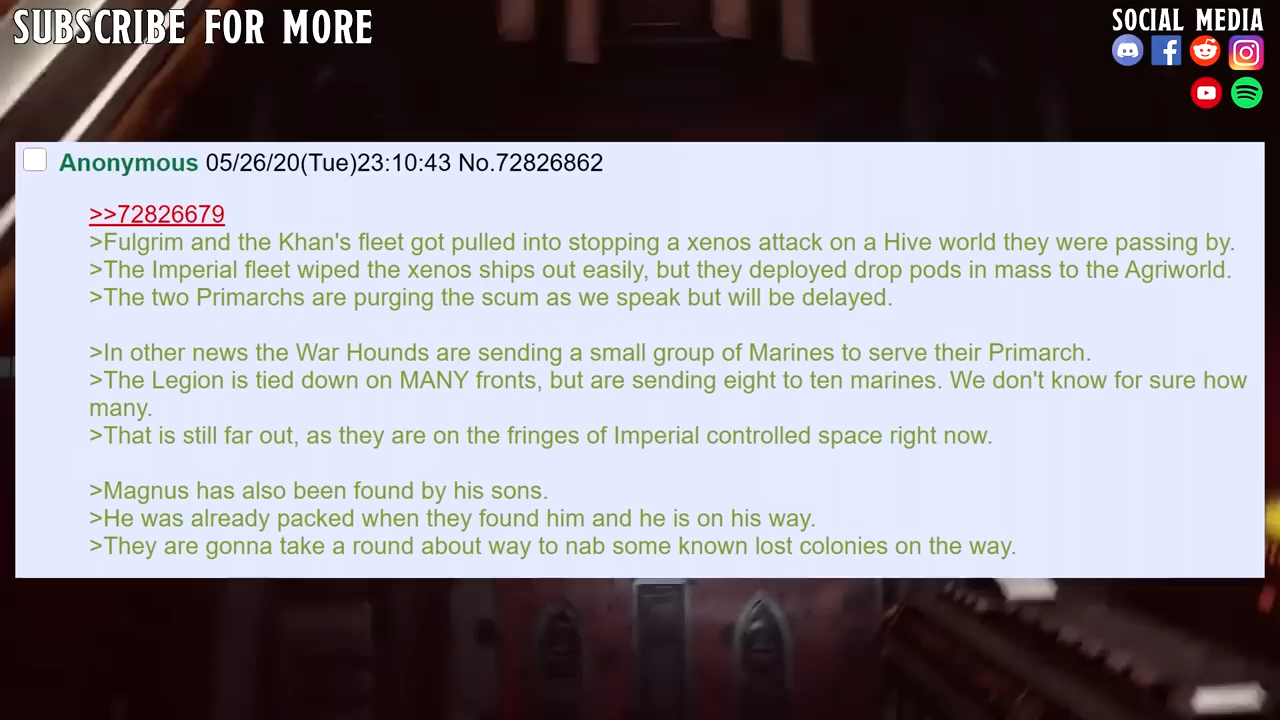 SUBSCRIBE FOR MORE
SOCIAL MEDIA
Anonymous 05/26/20(Tue)23:10:43 No.72826862
>>72826679
>Fulgrim and the Khan's fleet got pulled into stopping a xenos attack on a Hive world they were passing by.
>The Imperial fleet wiped the xenos ships out easily, but they deployed drop pods in mass to the Agriworld.
>The two Primarchs are purging the scum as we speak but will be delayed.
>In other news the War Hounds are sending a small group of Marines to serve their Primarch.
>The Legion is tied down on MANY fronts, but are sending eight to ten marines. We don't know for sure how
many.
>That is still far out, as they are on the fringes of Imperial controlled space right now.
>Magnus has also been found by his sons.
>He was already packed when they found him and he is on his way.
>They are gonna take a round about way to nab some known lost colonies on the way.